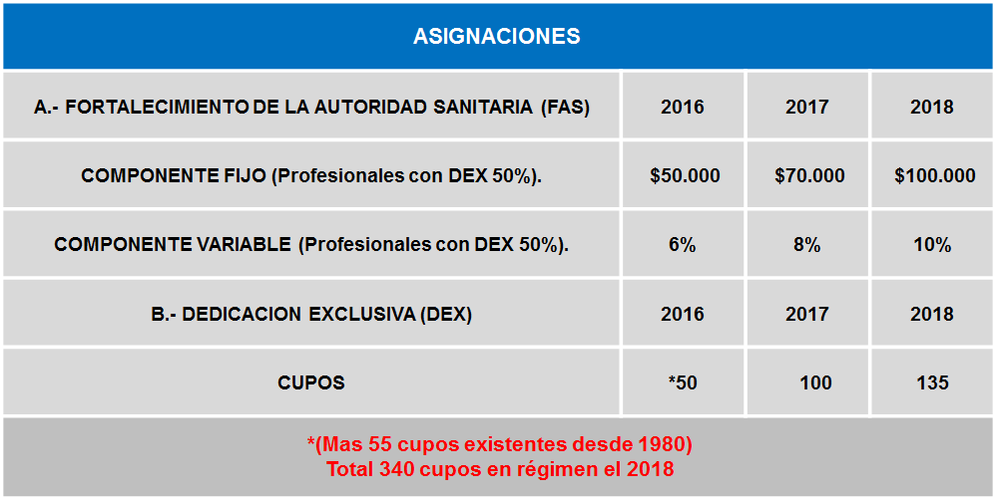 ASIGNACIONES
A.- FORTALECIMIENTO DE LA AUTORIDAD SANITARIA (FAS) 2016 2017 2018
COMPONENTE FIJO (Profesionales con DEX 50%). $50.000 $70.000 $100.000
COMPONENTE VARIABLE (Profesionales con DEX 50%). 6% 8% 10%
B.- DEDICACION EXCLUSIVA (DEX) 2016 2017 2018
CUPOS *50 100 135
*(Mas 55 cupos existentes desde 1980)
Total 340 cupos en régimen el 2018